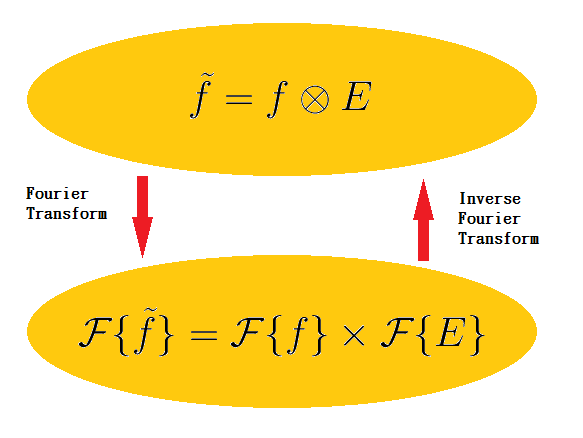 f̃ = f ⊗ E
Fourier
Transform
Inverse
Fourier
Transform
ℱ{f̃} = ℱ{f} × ℱ{E}